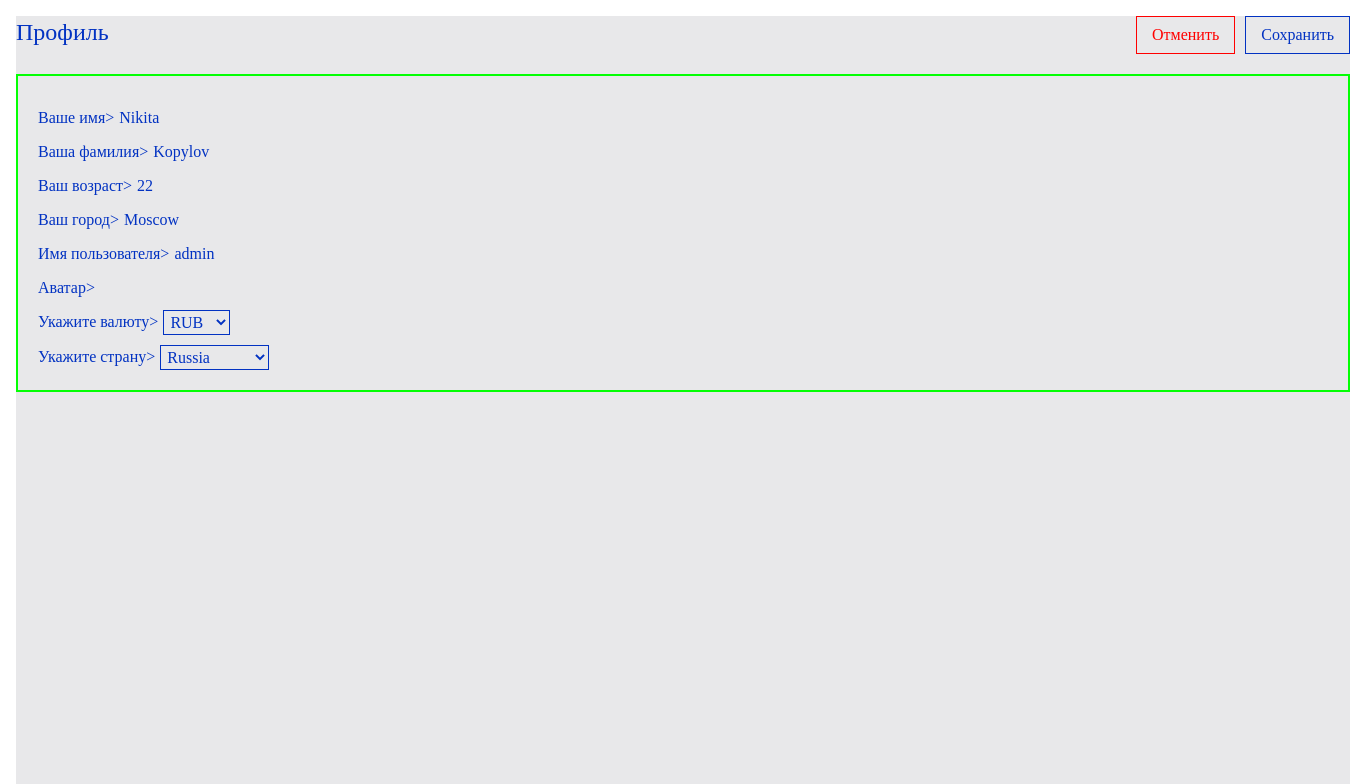 Профиль
Отменить Сохранить
Ваше имя> Nikita
Ваша фамилия> Kopylov
Ваш возраст> 22
Ваш город> Moscow
Имя пользователя> admin
Аватар>
Укажите валюту> RUB
Укажите страну> Russia